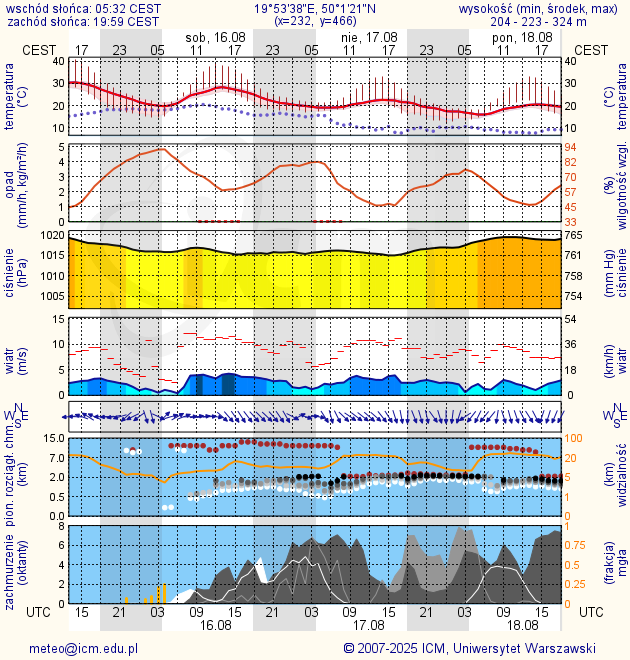 wschód słońca: 05:32 CEST 19°53'38"E, 50°1'21"N wysokość (min, środek, max)
zachód słońca: 19:59 CEST (x=232, y=466) 204 - 223 - 324 m
sob, 16.08 nie, 17.08 pon, 18.08
CEST 17 23 05 11 17 23 05 11 17 23 05 11 17 CEST
temperatura (°C) 40 30 20 10 40 30 20 10 (°C) temperatura
opad (mm/h, kg/m²/h) 5 4 3 2 1 0 94 82 70 57 45 33 (%) wilgotność wzgl.
ciśnienie (hPa) 1020 1015 1010 1005 765 761 758 754 (mm Hg) ciśnienie
wiatr (m/s) 15 10 5 0 54 36 18 0 (km/h) wiatr
N W E S N W E S
pion. rozciągł. chm. (km) 15.0 7.0 2.0 0.5 0.0 100 20 5 1 0 (km) widzialność
zachmurzenie (oktanty) 8 6 4 2 0 1 0.75 0.5 0.25 0 (frakcja) mgła
UTC 15 21 03 09 15 21 03 09 15 21 03 09 15 UTC
16.08 17.08 18.08
meteo@icm.edu.pl © 2007-2025 ICM, Uniwersytet Warszawski